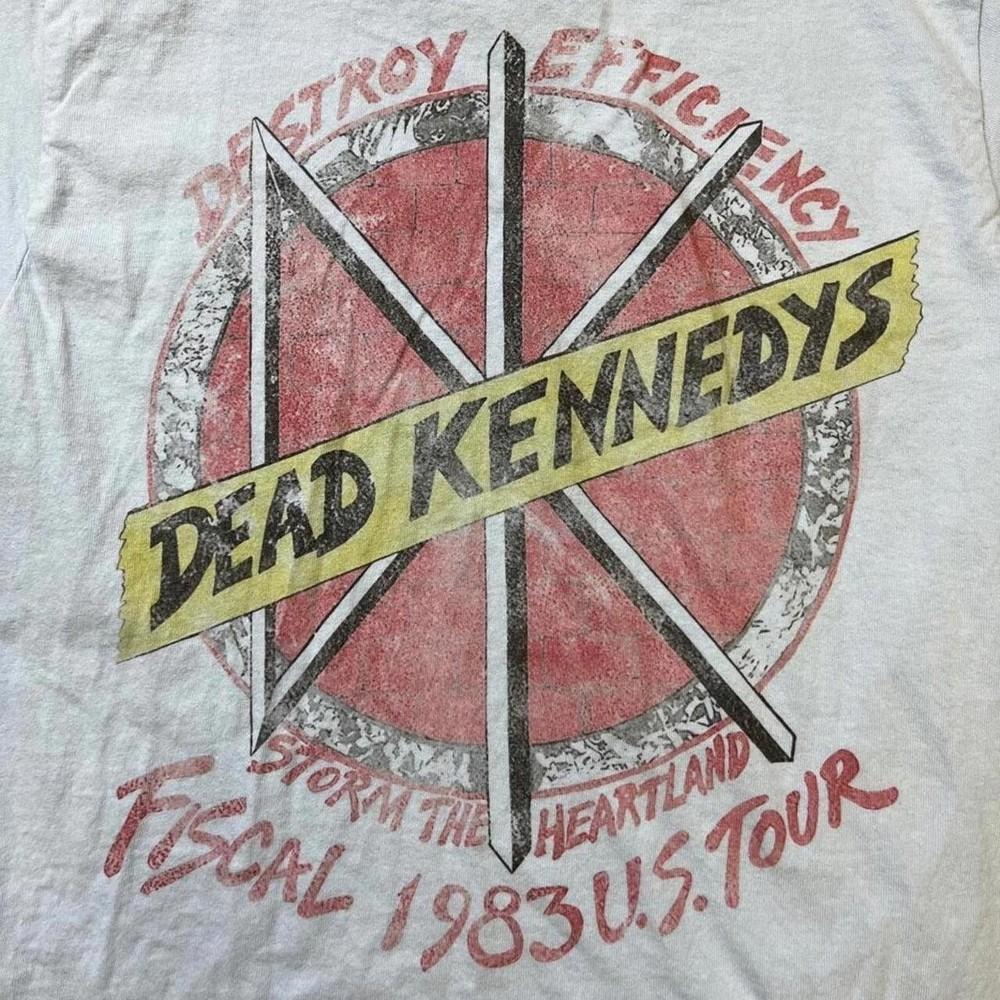 DESTROY EFFICIENCY
DEAD KENNEDYS
STORM THE HEARTLAND
FISCAL 1983 U.S. TOUR